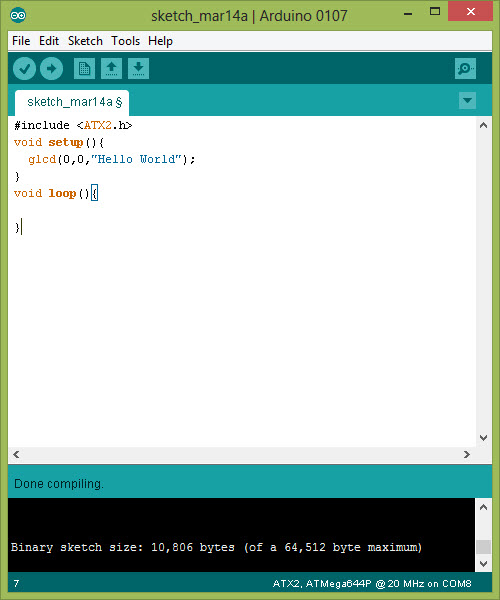 sketch_mar14a | Arduino 0107
File Edit Sketch Tools Help
sketch_mar14a §
#include <ATX2.h>
void setup(){
  glcd(0,0,"Hello World");
}
void loop(){
}
Done compiling.
Binary sketch size: 10,806 bytes (of a 64,512 byte maximum)
7 ATX2, ATMega644P @ 20 MHz on COM8